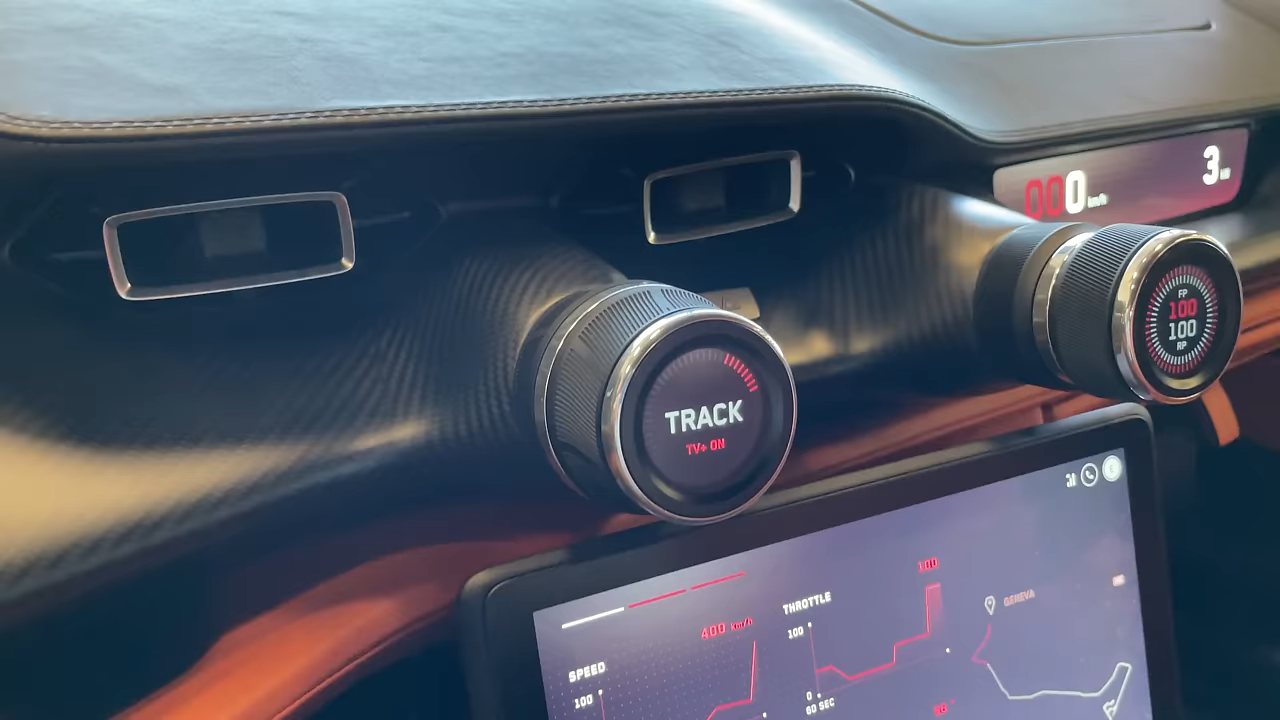 000 km/h
3
FP
100
100
RP
TRACK
TV+ ON
400 km/h
SPEED
100
THROTTLE
100
100
0
60 SEC
GENEVA